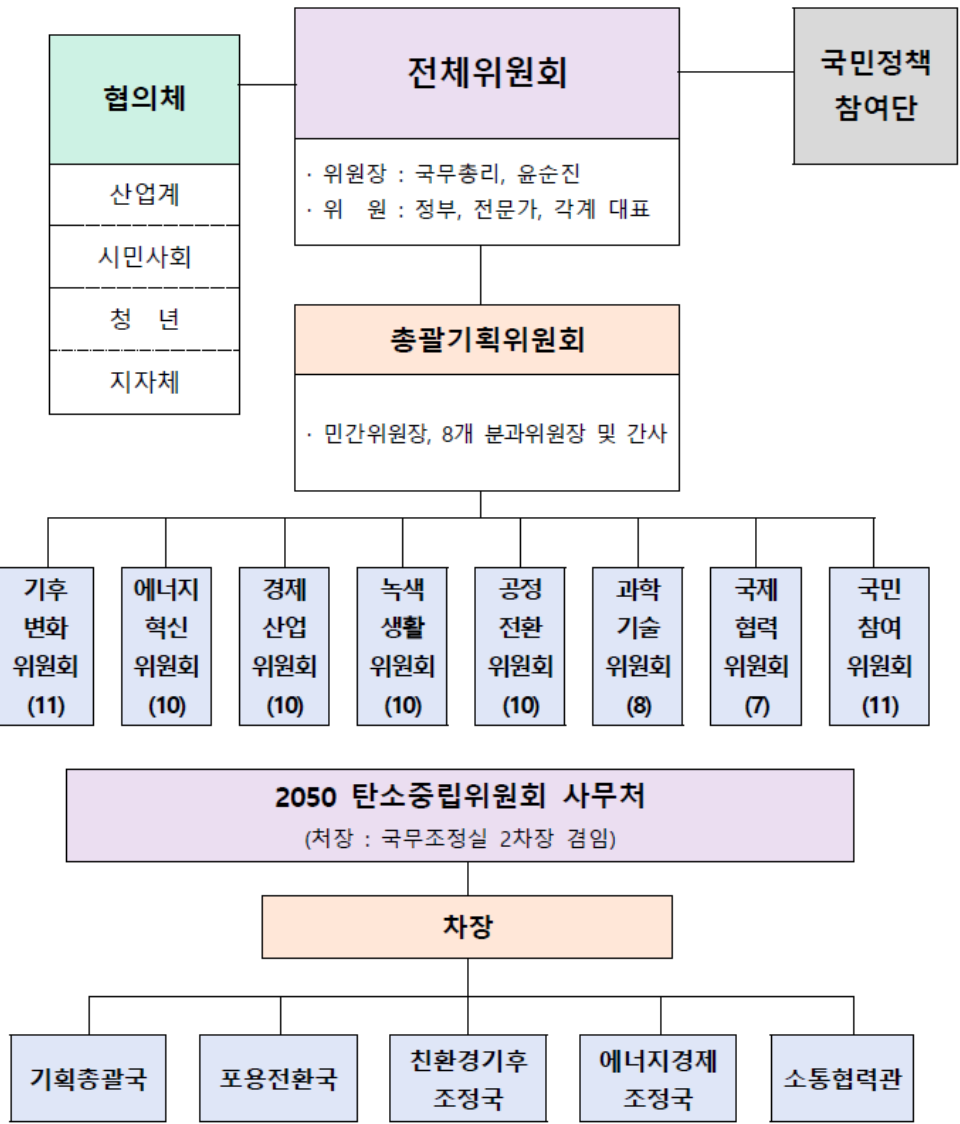 협의체
산업계
시민사회
청 년
지자체
전체위원회
· 위원장 : 국무총리, 윤순진
· 위 원 : 정부, 전문가, 각계 대표
국민정책
참여단
총괄기획위원회
· 민간위원장, 8개 분과위원장 및 간사
기후
변화
위원회
(11)
에너지
혁신
위원회
(10)
경제
산업
위원회
(10)
녹색
생활
위원회
(10)
공정
전환
위원회
(10)
과학
기술
위원회
(8)
국제
협력
위원회
(7)
국민
참여
위원회
(11)
2050 탄소중립위원회 사무처
(처장 : 국무조정실 2차장 겸임)
차장
기획총괄국
포용전환국
친환경기후
조정국
에너지경제
조정국
소통협력관